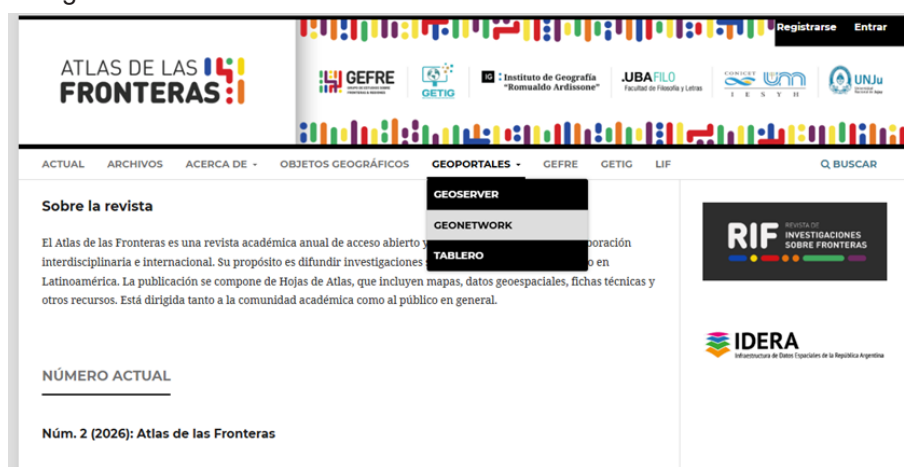 Registrarse Entrar
ATLAS DE LAS
FRONTERAS
GEFRE
GETIG
IG Instituto de Geografía
"Romualdo Ardissone"
.UBAFILO
Facultad de Filosofía y Letras
CONICET
I E S Y H
UNJu
ACTUAL ARCHIVOS ACERCA DE OBJETOS GEOGRÁFICOS GEOPORTALES GEFRE GETIG LIF BUSCAR
GEOSERVER
GEONETWORK
TABLERO
Sobre la revista
El Atlas de las Fronteras es una revista académica anual de acceso abierto y
oración
interdisciplinaria e internacional. Su propósito es difundir investigaciones
o en
Latinoamérica. La publicación se compone de Hojas de Atlas, que incluyen mapas, datos geoespaciales, fichas técnicas y
otros recursos. Está dirigida tanto a la comunidad académica como al público en general.
RIF REVISTA DE
INVESTIGACIONES
SOBRE FRONTERAS
IDERA
Infraestructura de Datos Espaciales de la República Argentina
NÚMERO ACTUAL
Núm. 2 (2026): Atlas de las Fronteras